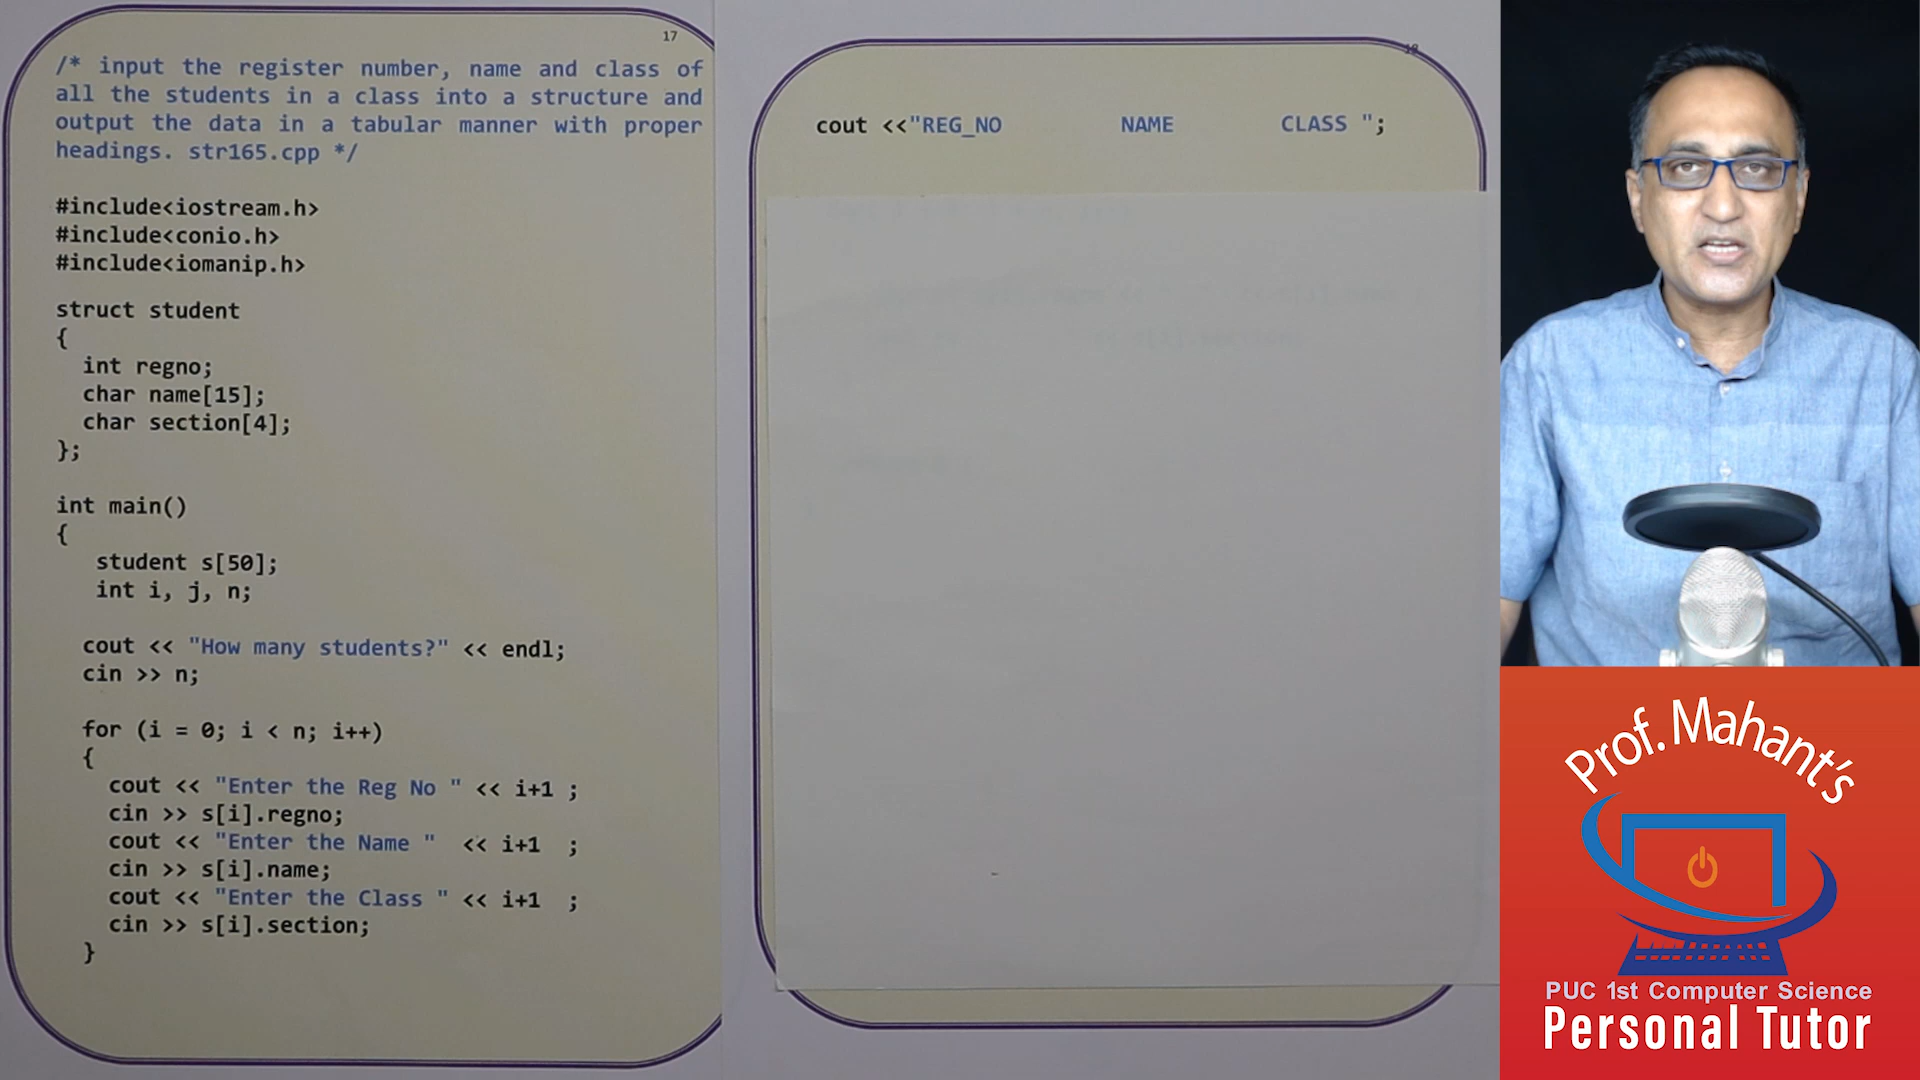 17
/* input the register number, name and class of
all the students in a class into a structure and
output the data in a tabular manner with proper
headings. str165.cpp */
#include<iostream.h>
#include<conio.h>
#include<iomanip.h>
struct student
{
int regno;
char name[15];
char section[4];
};
int main()
{
student s[50];
int i, j, n;
cout << "How many students?" << endl;
cin >> n;
for (i = 0; i < n; i++)
{
cout << "Enter the Reg No " << i+1 ;
cin >> s[i].regno;
cout << "Enter the Name " << i+1 ;
cin >> s[i].name;
cout << "Enter the Class " << i+1 ;
cin >> s[i].section;
}
cout <<"REG_NO NAME CLASS ";
Prof. Mahant's
PUC 1st Computer Science
Personal Tutor